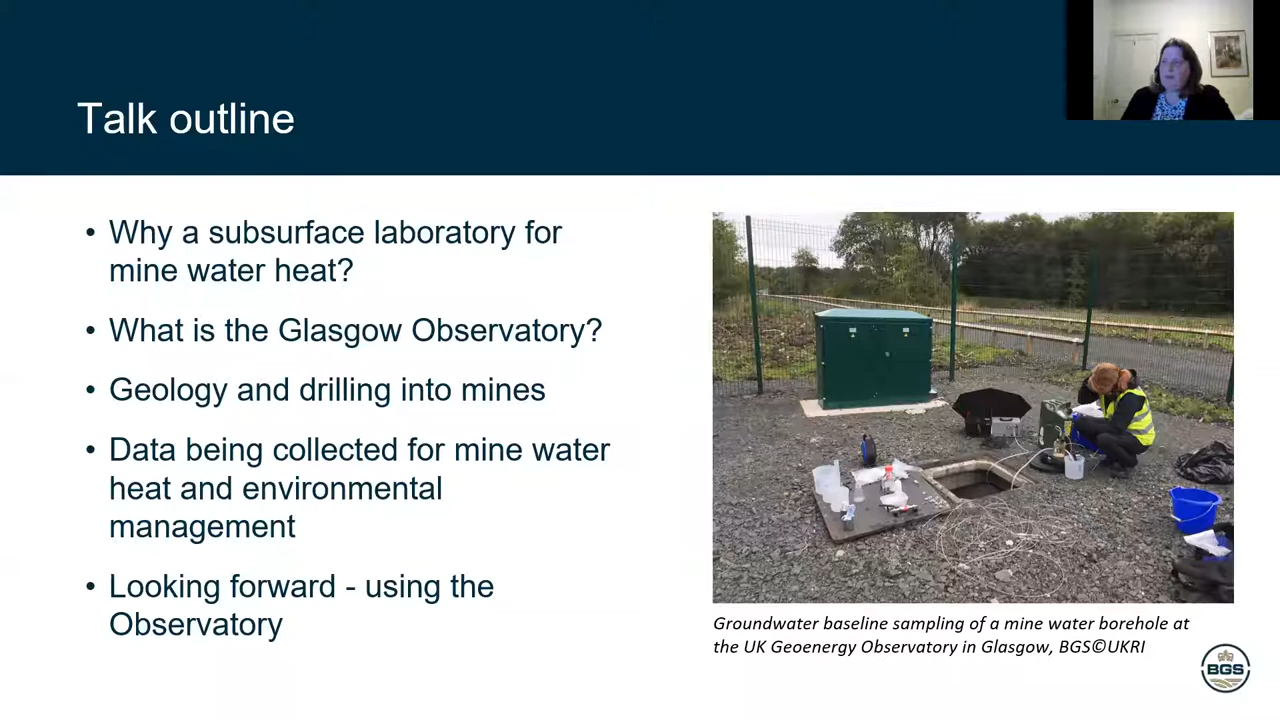 Talk outline
• Why a subsurface laboratory for
mine water heat?
• What is the Glasgow Observatory?
• Geology and drilling into mines
• Data being collected for mine water
heat and environmental
management
• Looking forward - using the
Observatory
Groundwater baseline sampling of a mine water borehole at
the UK Geoenergy Observatory in Glasgow, BGS©UKRI
BGS